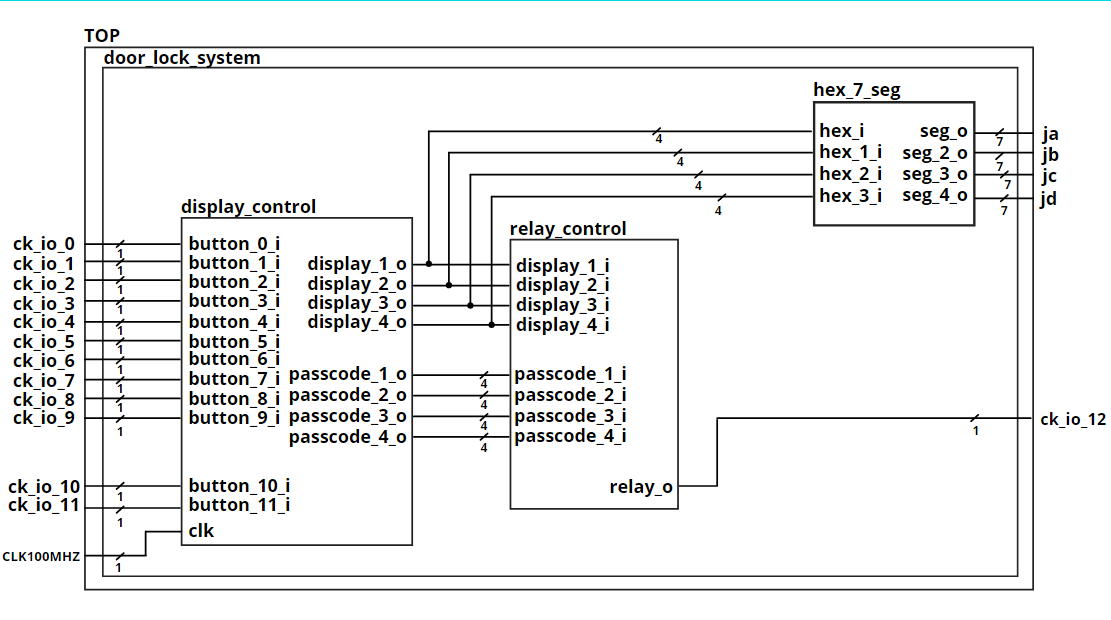 TOP
door_lock_system
hex_7_seg
hex_i seg_o
hex_1_i seg_2_o
hex_2_i seg_3_o
hex_3_i seg_4_o
4
4
4
4
7
7
7
7
ja
jb
jc
jd
display_control
ck_io_0 1 button_0_i
ck_io_1 1 button_1_i
ck_io_2 1 button_2_i
ck_io_3 1 button_3_i
ck_io_4 1 button_4_i
ck_io_5 1 button_5_i
ck_io_6 1 button_6_i
ck_io_7 1 button_7_i
ck_io_8 1 button_8_i
ck_io_9 1 button_9_i
ck_io_10 1 button_10_i
ck_io_11 1 button_11_i
CLK100MHZ 1 clk
display_1_o
display_2_o
display_3_o
display_4_o
passcode_1_o
passcode_2_o
passcode_3_o
passcode_4_o
4
4
4
4
relay_control
display_1_i
display_2_i
display_3_i
display_4_i
passcode_1_i
passcode_2_i
passcode_3_i
passcode_4_i
relay_o
1
ck_io_12